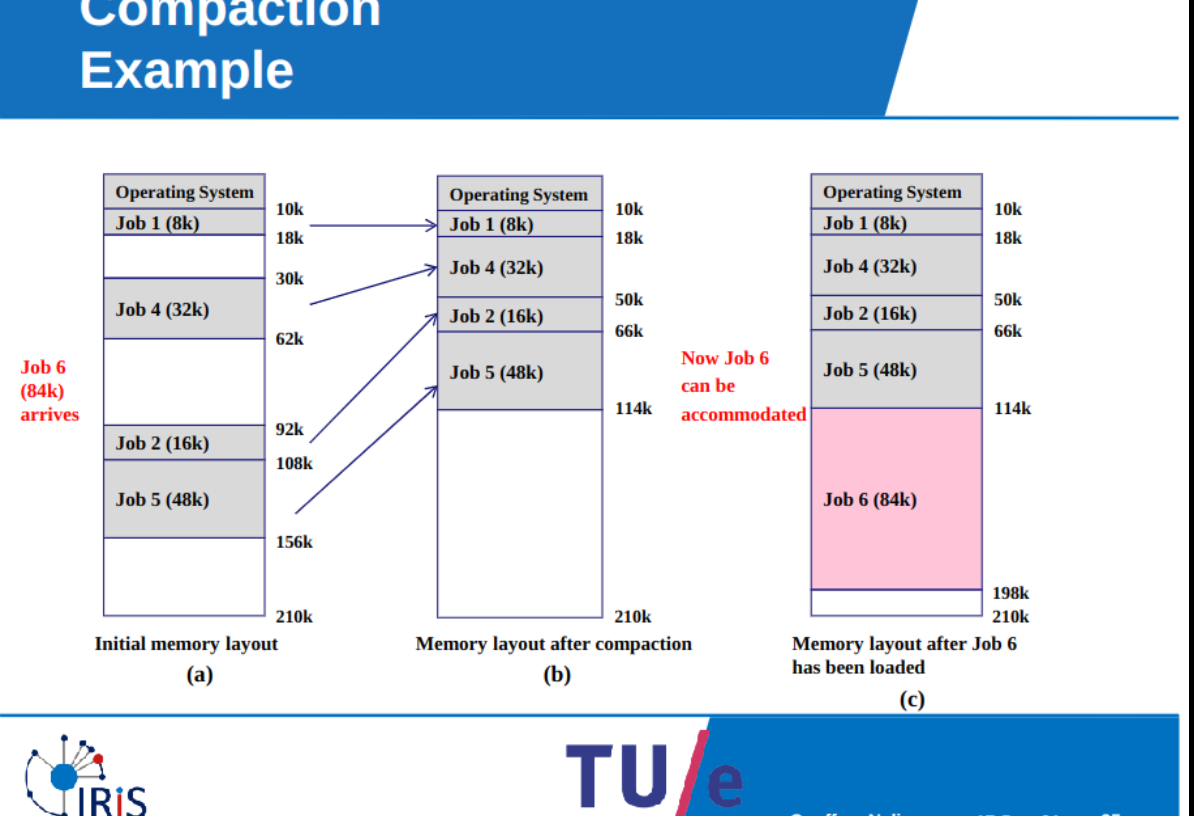 Compaction
Example
Operating System
10k
Job 1 (8k)
18k
30k
Job 4 (32k)
62k
Job 6
(84k)
arrives
92k
Job 2 (16k)
108k
Job 5 (48k)
156k
210k
Initial memory layout
(a)
Operating System
10k
Job 1 (8k)
18k
Job 4 (32k)
50k
Job 2 (16k)
66k
Job 5 (48k)
114k
210k
Memory layout after compaction
(b)
Now Job 6
can be
accommodated
Operating System
10k
Job 1 (8k)
18k
Job 4 (32k)
50k
Job 2 (16k)
66k
Job 5 (48k)
114k
Job 6 (84k)
198k
210k
Memory layout after Job 6
has been loaded
(c)
IRiS
TU/e